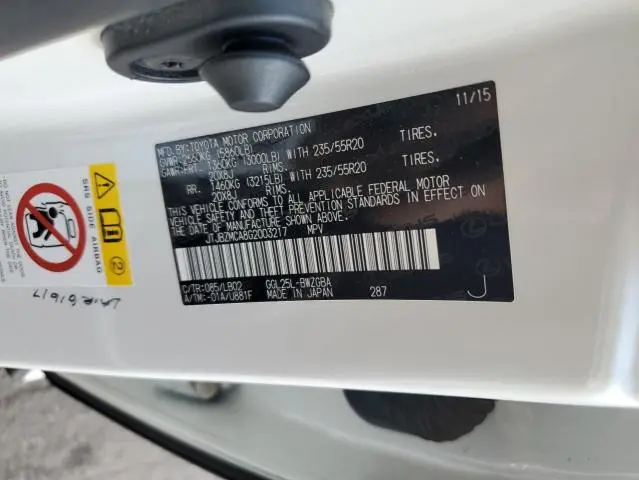 11/15
MFD.BY:TOYOTA MOTOR CORPORATION
GVWR 2660KG (5860LB)
GAWR FRT. 1360KG (3000LB) WITH 235/55R20 TIRES.
20X8J RIMS.
RR. 1460KG (3215LB) WITH 235/55R20 TIRES.
20X8J RIMS.
THIS VEHICLE CONFORMS TO ALL APPLICABLE FEDERAL MOTOR
VEHICLE SAFETY AND THEFT PREVENTION STANDARDS IN EFFECT ON
THE DATE OF MANUFACTURE SHOWN ABOVE.
JTJBZMCA8G2003217 MPV
C/TR:085/LB02 GGL25L-BWZGBA
A/TM:-01A/U881F MADE IN JAPAN 287
J
SRS SIDE AIRBAG
2